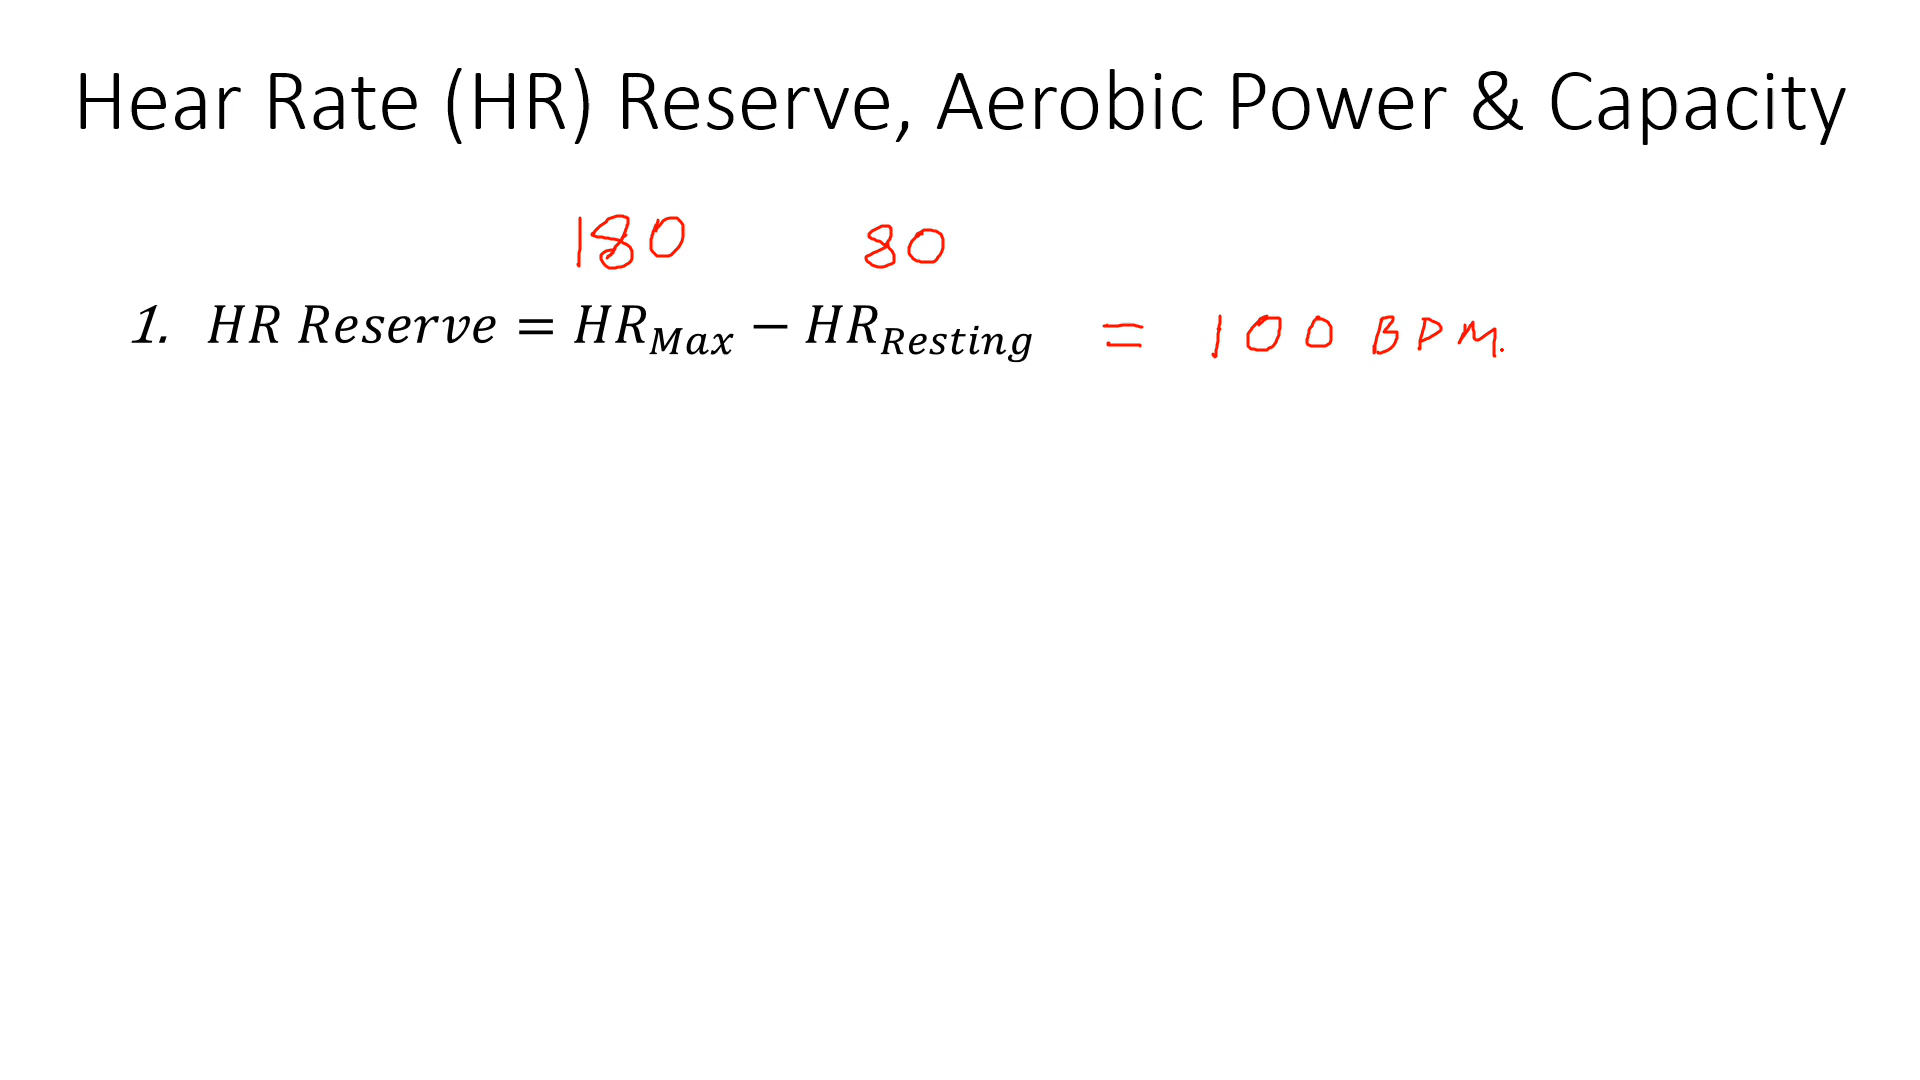 Hear Rate (HR) Reserve, Aerobic Power & Capacity
180 80
1. HR Reserve = HR_Max − HR_Resting = 100 BPM.